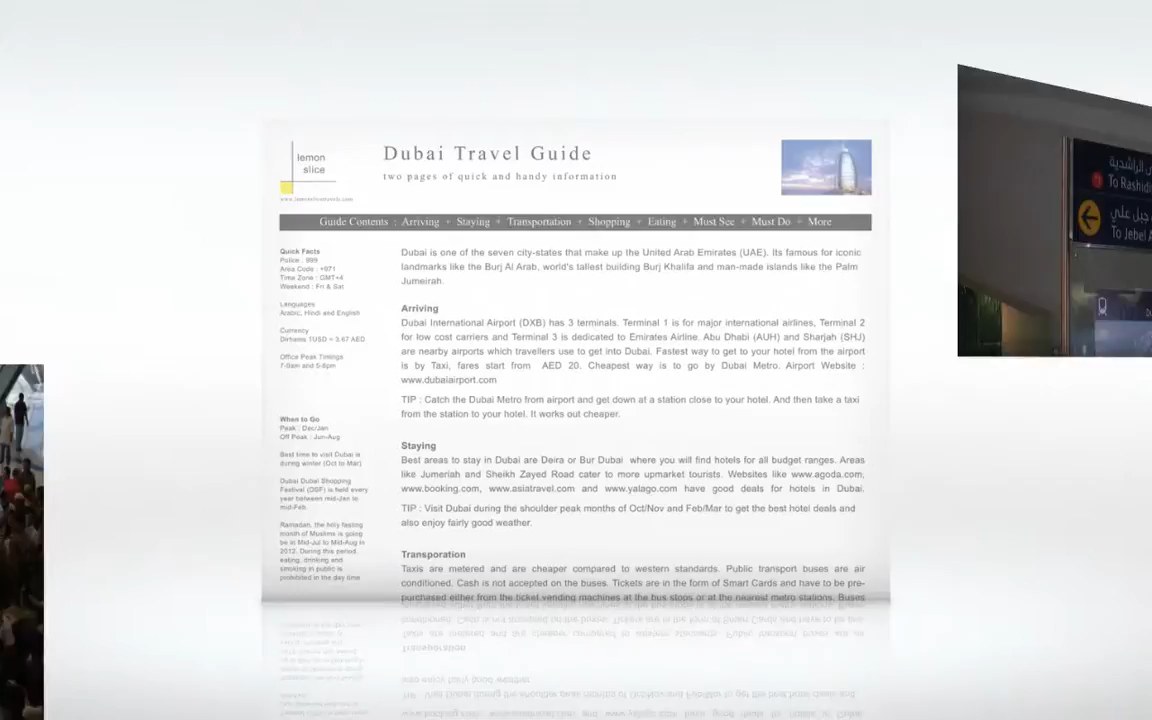 lemon
slice
Dubai Travel Guide
two pages of quick and handy information
Guide Contents : Arriving + Staying + Transportation + Shopping + Eating + Must See + Must Do + More
Quick Facts
Police : 999
Area Code : +971
Time Zone : GMT+4
Weekend : Fri & Sat
Languages
Arabic, Hindi and English
Currency
Dirhams 1USD = 3.67 AED
Office Peak Timings
7-9am and 5-8pm
When to Go
Peak : Dec/Jan
Off Peak : Jun-Aug
Best time to visit Dubai is
during winter (Oct to Mar)
Dubai Dubai Shopping
Festival (DSF) is held every
year between mid-Jan to
mid-Feb.
Ramadan, the holy fasting
month of Muslims is going
be in Mid-Jul to Mid-Aug in
2012. During this period
eating, drinking and
smoking in public is
prohibited in the day time
Dubai is one of the seven city-states that make up the United Arab Emirates (UAE). Its famous for iconic
landmarks like the Burj Al Arab, world's tallest building Burj Khalifa and man-made islands like the Palm
Jumeirah.
Arriving
Dubai International Airport (DXB) has 3 terminals. Terminal 1 is for major international airlines, Terminal 2
for low cost carriers and Terminal 3 is dedicated to Emirates Airline. Abu Dhabi (AUH) and Sharjah (SHJ)
are nearby airports which travellers use to get into Dubai. Fastest way to get to your hotel from the airport
is by Taxi, fares start from AED 20. Cheapest way is to go by Dubai Metro. Airport Website :
www.dubaiairport.com
TIP : Catch the Dubai Metro from airport and get down at a station close to your hotel. And then take a taxi
from the station to your hotel. It works out cheaper.
Staying
Best areas to stay in Dubai are Deira or Bur Dubai where you will find hotels for all budget ranges. Areas
like Jumeriah and Sheikh Zayed Road cater to more upmarket tourists. Websites like www.agoda.com,
www.booking.com, www.asiatravel.com and www.yalago.com have good deals for hotels in Dubai.
TIP : Visit Dubai during the shoulder peak months of Oct/Nov and Feb/Mar to get the best hotel deals and
also enjoy fairly good weather.
Transporation
Taxis are metered and are cheaper compared to western standards. Public transport buses are air
conditioned. Cash is not accepted on the buses. Tickets are in the form of Smart Cards and have to be pre-
purchased either from the ticket vending machines at the bus stops or at the nearest metro stations. Buses
الراشدية
To Rashid
جبل علي
To Jebel A